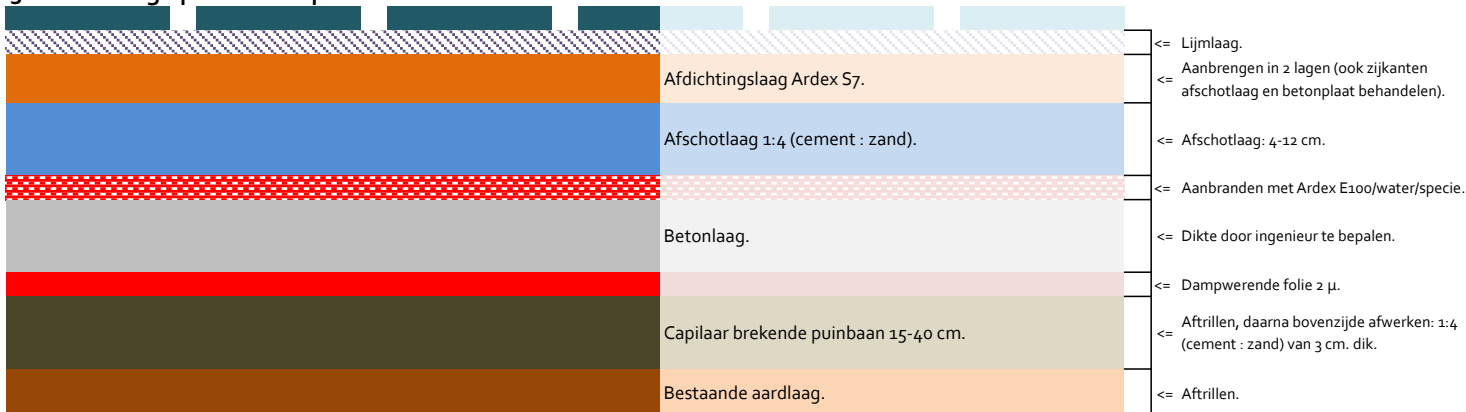 <= Lijmlaag.
Afdichtingslaag Ardex S7.
<= Aanbrengen in 2 lagen (ook zijkanten
afschotlaag en betonplaat behandelen).
Afschotlaag 1:4 (cement : zand).
<= Afschotlaag: 4-12 cm.
<= Aanbranden met Ardex E100/water/specie.
Betonlaag.
<= Dikte door ingenieur te bepalen.
<= Dampwerende folie 2 µ.
Capilaar brekende puinbaan 15-40 cm.
<= Aftrillen, daarna bovenzijde afwerken: 1:4
(cement : zand) van 3 cm. dik.
Bestaande aardlaag.
<= Aftrillen.